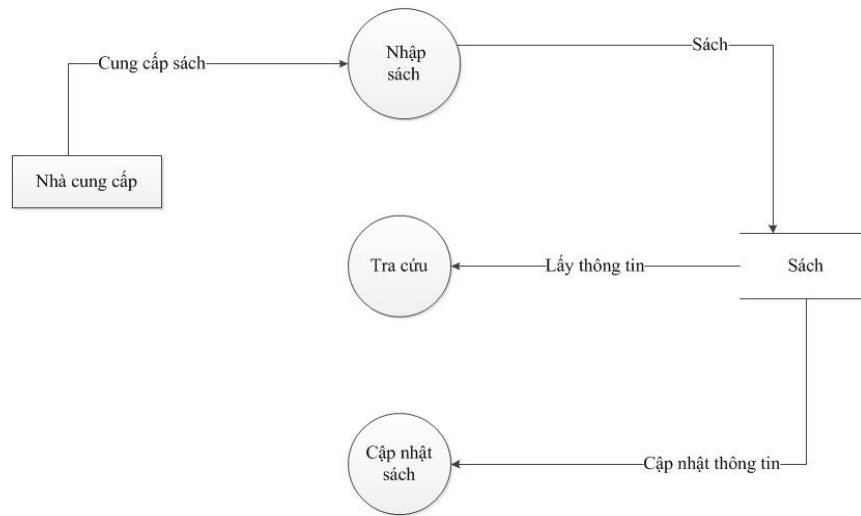 Nhập
sách
Cung cấp sách
Sách
Nhà cung cấp
Tra cứu
Lấy thông tin
Sách
Cập nhật
sách
Cập nhật thông tin